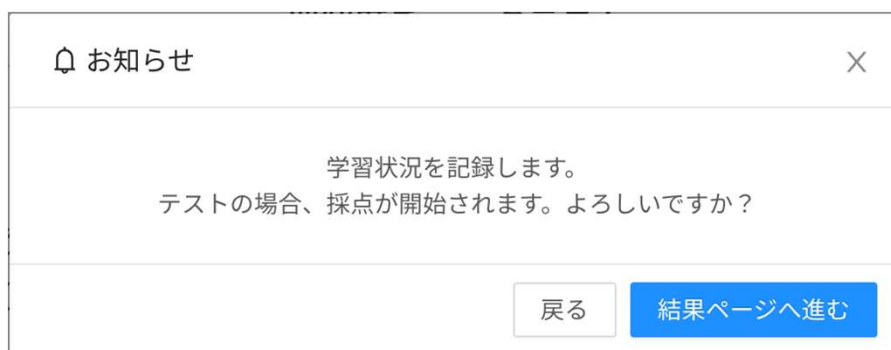 お知らせ
学習状況を記録します。
テストの場合、採点が開始されます。よろしいですか？
戻る
結果ページへ進む